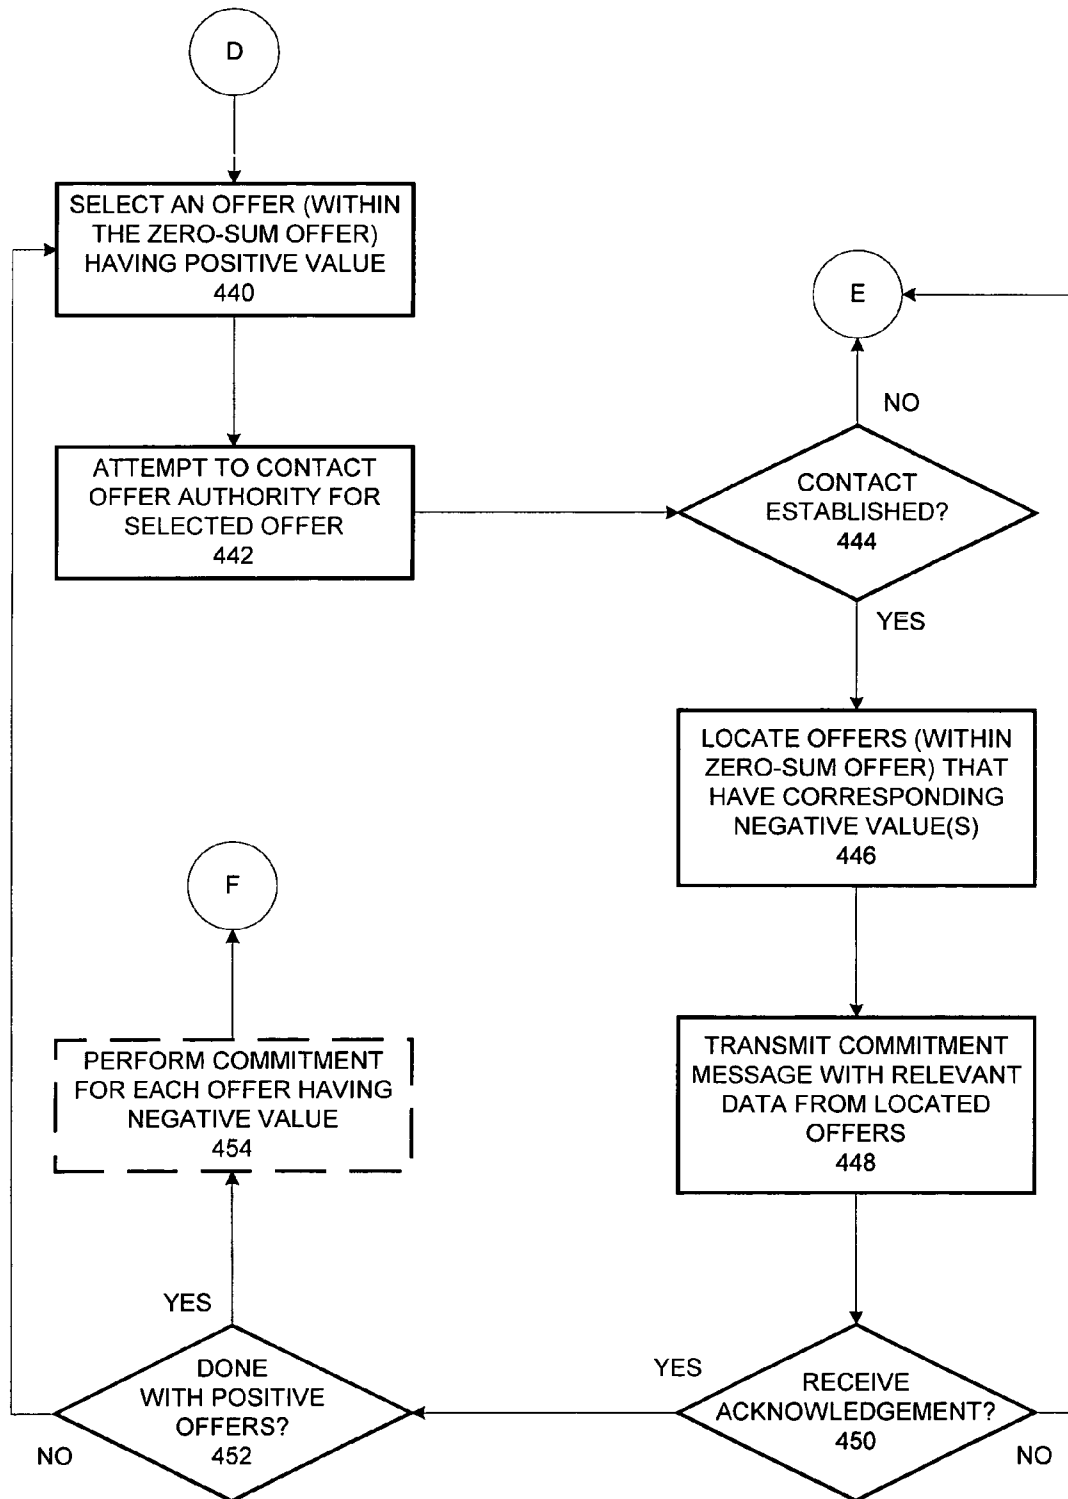 D
SELECT AN OFFER (WITHIN
THE ZERO-SUM OFFER)
HAVING POSITIVE VALUE
440
E
NO
ATTEMPT TO CONTACT
OFFER AUTHORITY FOR
SELECTED OFFER
442
CONTACT
ESTABLISHED?
444
YES
LOCATE OFFERS (WITHIN
ZERO-SUM OFFER) THAT
HAVE CORRESPONDING
NEGATIVE VALUE(S)
446
F
PERFORM COMMITMENT
FOR EACH OFFER HAVING
NEGATIVE VALUE
454
TRANSMIT COMMITMENT
MESSAGE WITH RELEVANT
DATA FROM LOCATED
OFFERS
448
YES
DONE
WITH POSITIVE
OFFERS?
452
NO
YES
RECEIVE
ACKNOWLEDGEMENT?
450
NO